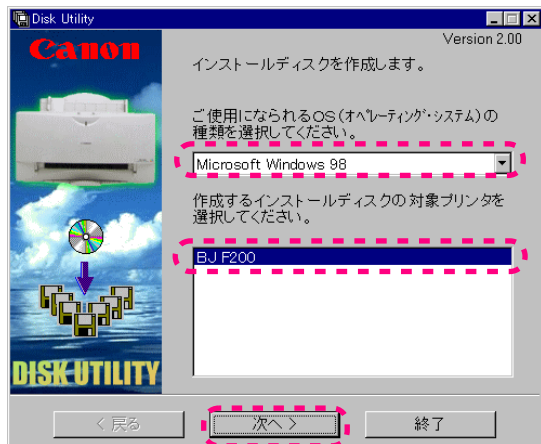 Disk Utility
Canon
Version 2.00
インストールディスクを作成します。
ご使用になられるOS(オペレーティング・システム)の
種類を選択してください。
Microsoft Windows 98
作成するインストールディスクの対象プリンタを
選択してください。
BJ F200
DISK UTILITY
< 戻る
次へ >
終了